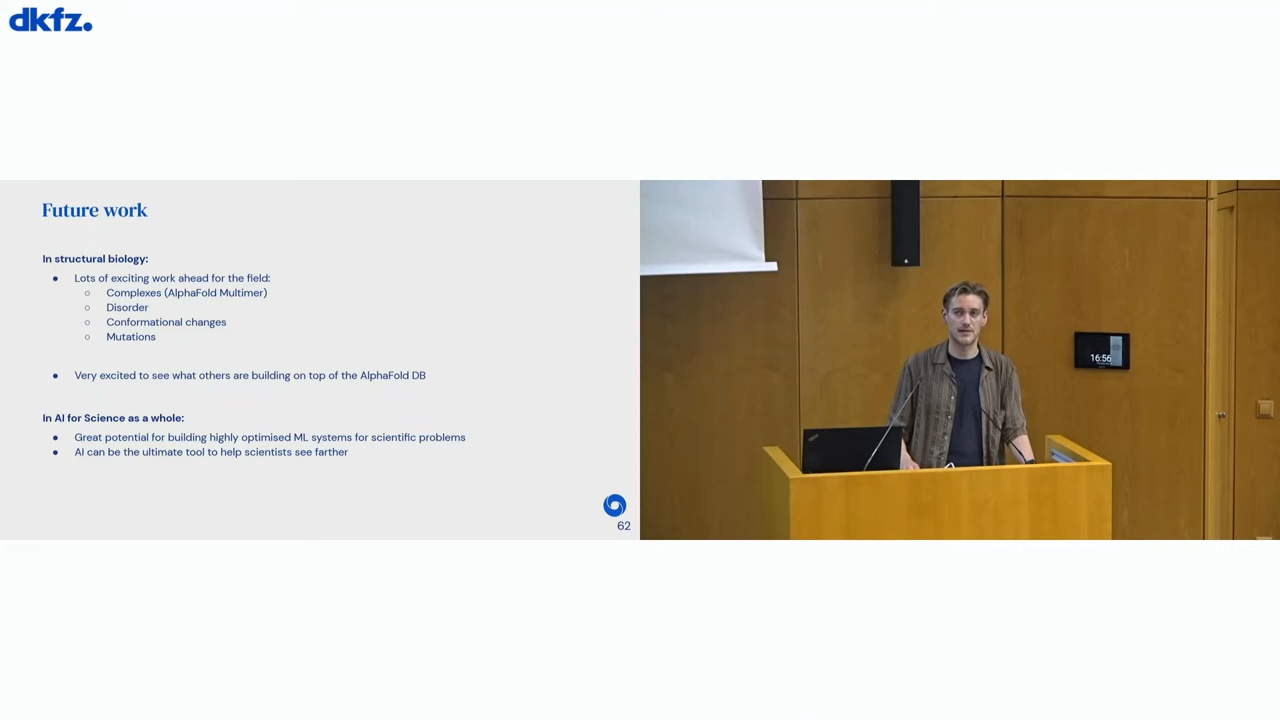 dkfz.
Future work
In structural biology:
● Lots of exciting work ahead for the field:
○ Complexes (AlphaFold Multimer)
○ Disorder
○ Conformational changes
○ Mutations
● Very excited to see what others are building on top of the AlphaFold DB
In AI for Science as a whole:
● Great potential for building highly optimised ML systems for scientific problems
● AI can be the ultimate tool to help scientists see farther
62
16:56